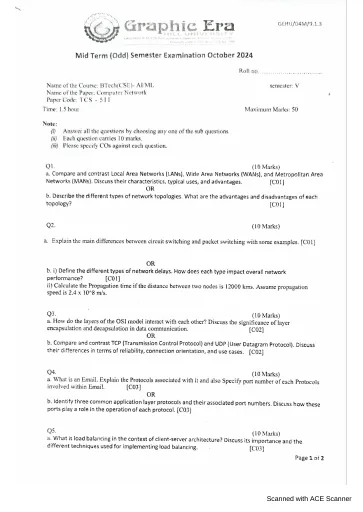 Graphic Era
GEHU/04M/9.1.3
Mid Term (Odd) Semester Examination October 2024
Roll no.
Name of the Course: BTech(CSE)- AI/ML
semester: V
Name of the Paper: Computer Network
Paper Code: TCS - 511
Time: 1.5 hour
Maximum Marks: 50
Note:
(i) Answer all the questions by choosing any one of the sub questions
(ii) Each question carries 10 marks.
(iii) Please specify COs against each question.
Q1. (10 Marks)
a. Compare and contrast Local Area Networks (LANs), Wide Area Networks (WANs), and Metropolitan Area
Networks (MANs). Discuss their characteristics, typical uses, and advantages. [C01]
OR
b. Describe the different types of network topologies. What are the advantages and disadvantages of each
topology? [C01]
Q2. (10 Marks)
a. Explain the main differences between circuit switching and packet switching with some examples. [C01]
OR
b. i) Define the different types of network delays. How does each type impact overall network
performance? [C01]
ii) Calculate the Propagation time if the distance between two nodes is 12000 kms. Assume propagation
speed is 2.4 x 10^8 m/s. [C02]
Q3. (10 Marks)
a. How do the layers of the OSI model interact with each other? Discuss the significance of layer
encapsulation and decapsulation in data communication. [C02]
OR
b. Compare and contrast TCP (Transmission Control Protocol) and UDP (User Datagram Protocol). Discuss
their differences in terms of reliability, connection orientation, and use cases. [C02]
Q4. (10 Marks)
a. What is an Email. Explain the Protocols associated with it and also Specify port number of each Protocols
involved within Email. [C03]
OR
b. Identify three common application layer protocols and their associated port numbers. Discuss how these
ports play a role in the operation of each protocol. [C03]
Q5. (10 Marks)
a. What is load balancing in the context of client-server architecture? Discuss its importance and the
different techniques used for implementing load balancing. [C03]
Page 1 of 2
Scanned with ACE Scanner